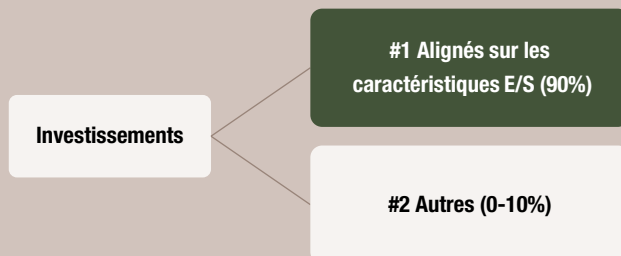 #1 Alignés sur les
caractéristiques E/S (90%)
Investissements
#2 Autres (0-10%)